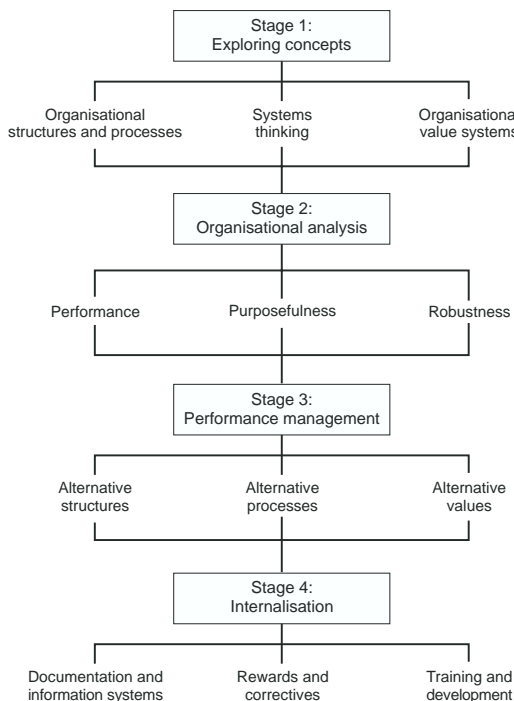 Stage 1:
Exploring concepts
Organisational
structures and processes
Systems
thinking
Organisationa
value systems
Stage 2:
Organisational analysis
Performance
Purposefulness
Robustness
Stage 3:
Performance management
Alternative
structures
Alternative
processes
Alternative
values
Stage 4:
Internalisation
Documentation and
information systems
Rewards and
correctives
Training and
development